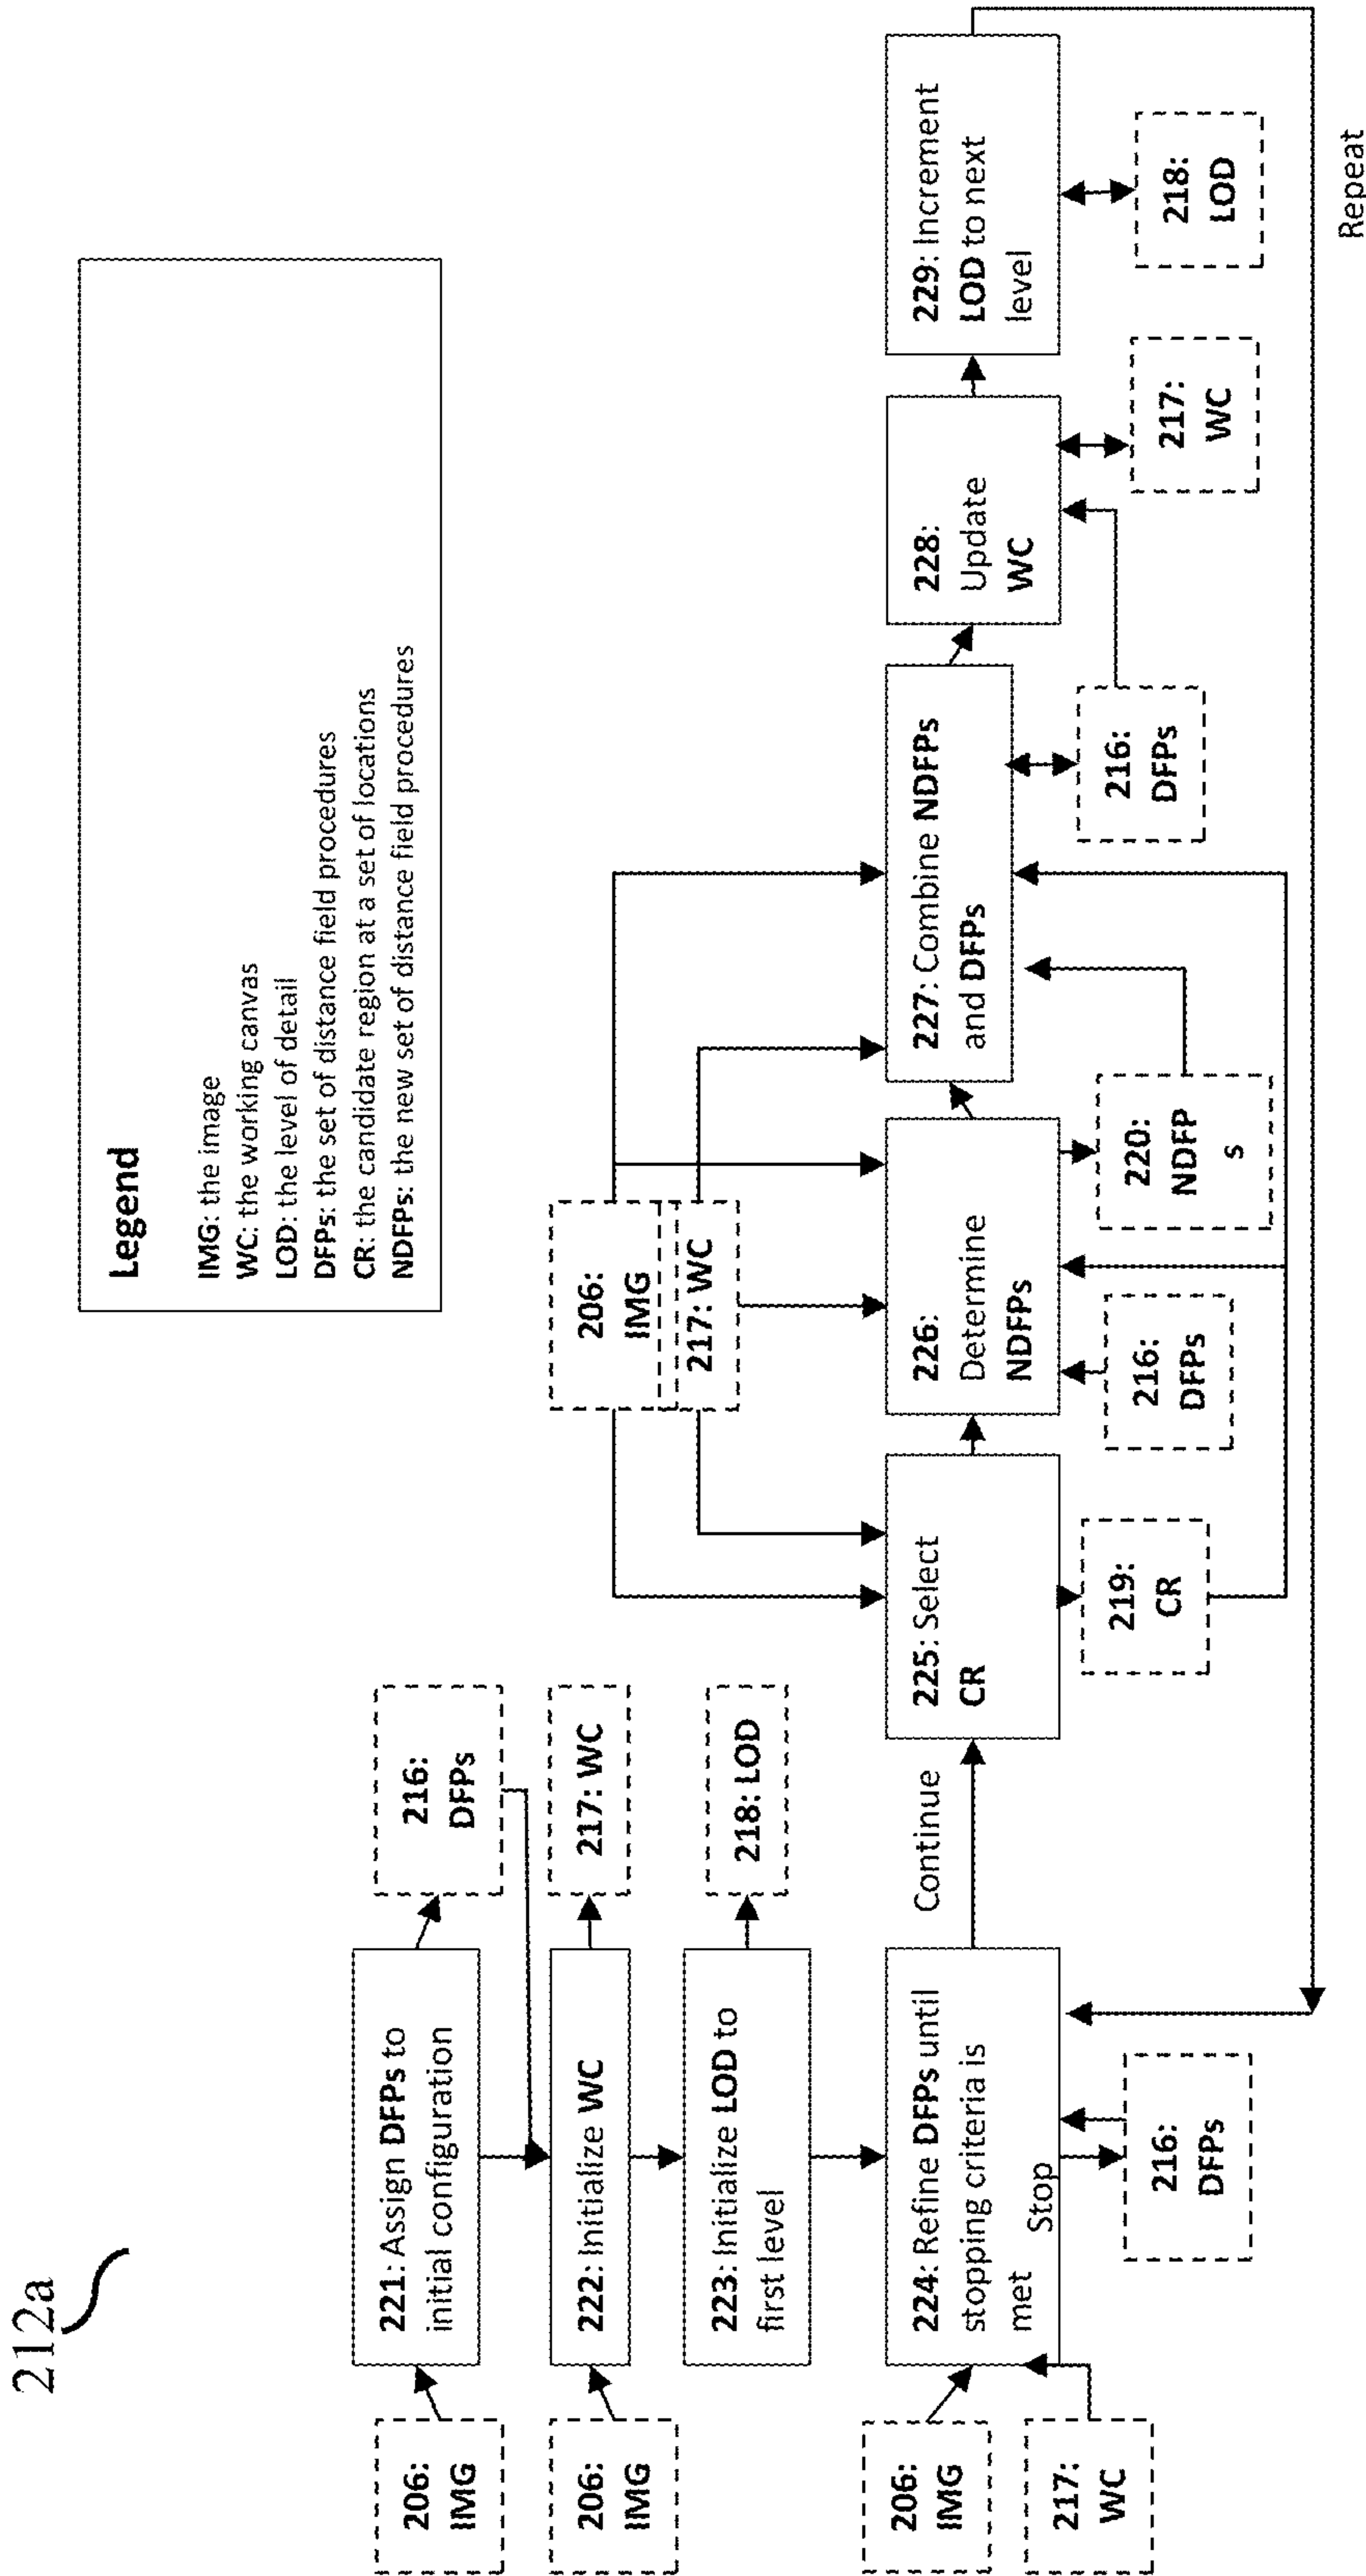 212a
Legend
IMG: the image
WC: the working canvas
LOD: the level of detail
DFPs: the set of distance field procedures
CR: the candidate region at a set of locations
NDFPs: the new set of distance field procedures
206:
IMG
221: Assign DFPs to
initial configuration
216:
DFPs
206:
IMG
222: Initialize WC
217: WC
223: Initialize LOD to
first level
218: LOD
206:
IMG
217:
WC
224: Refine DFPs until
stopping criteria is
met
Stop
216:
DFPs
Continue
206:
IMG
217: WC
225: Select
CR
219:
CR
226:
Determine
NDFPs
216:
DFPs
220:
NDFP
s
227: Combine NDFPs
and DFPs
216:
DFPs
228:
Update
WC
217:
WC
229: Increment
LOD to next
level
218:
LOD
Repeat